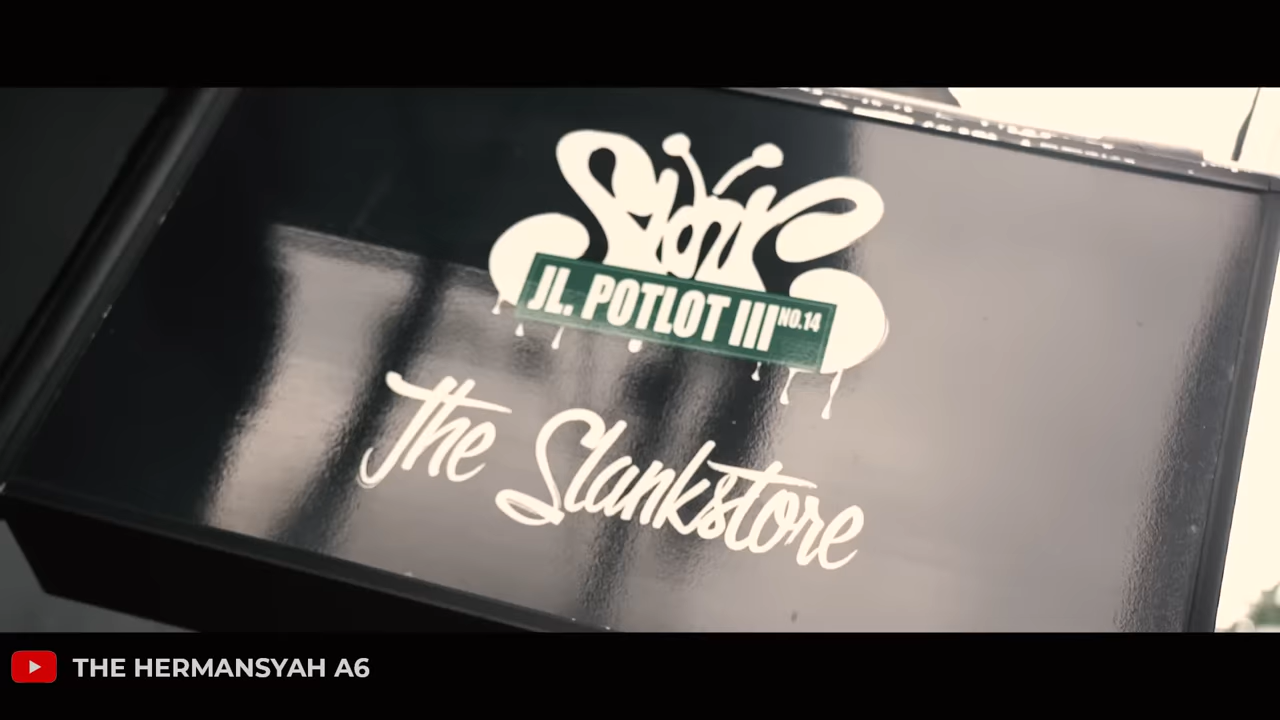 Slank
JL. POTLOT III NO.14
The Slankstore
THE HERMANSYAH A6